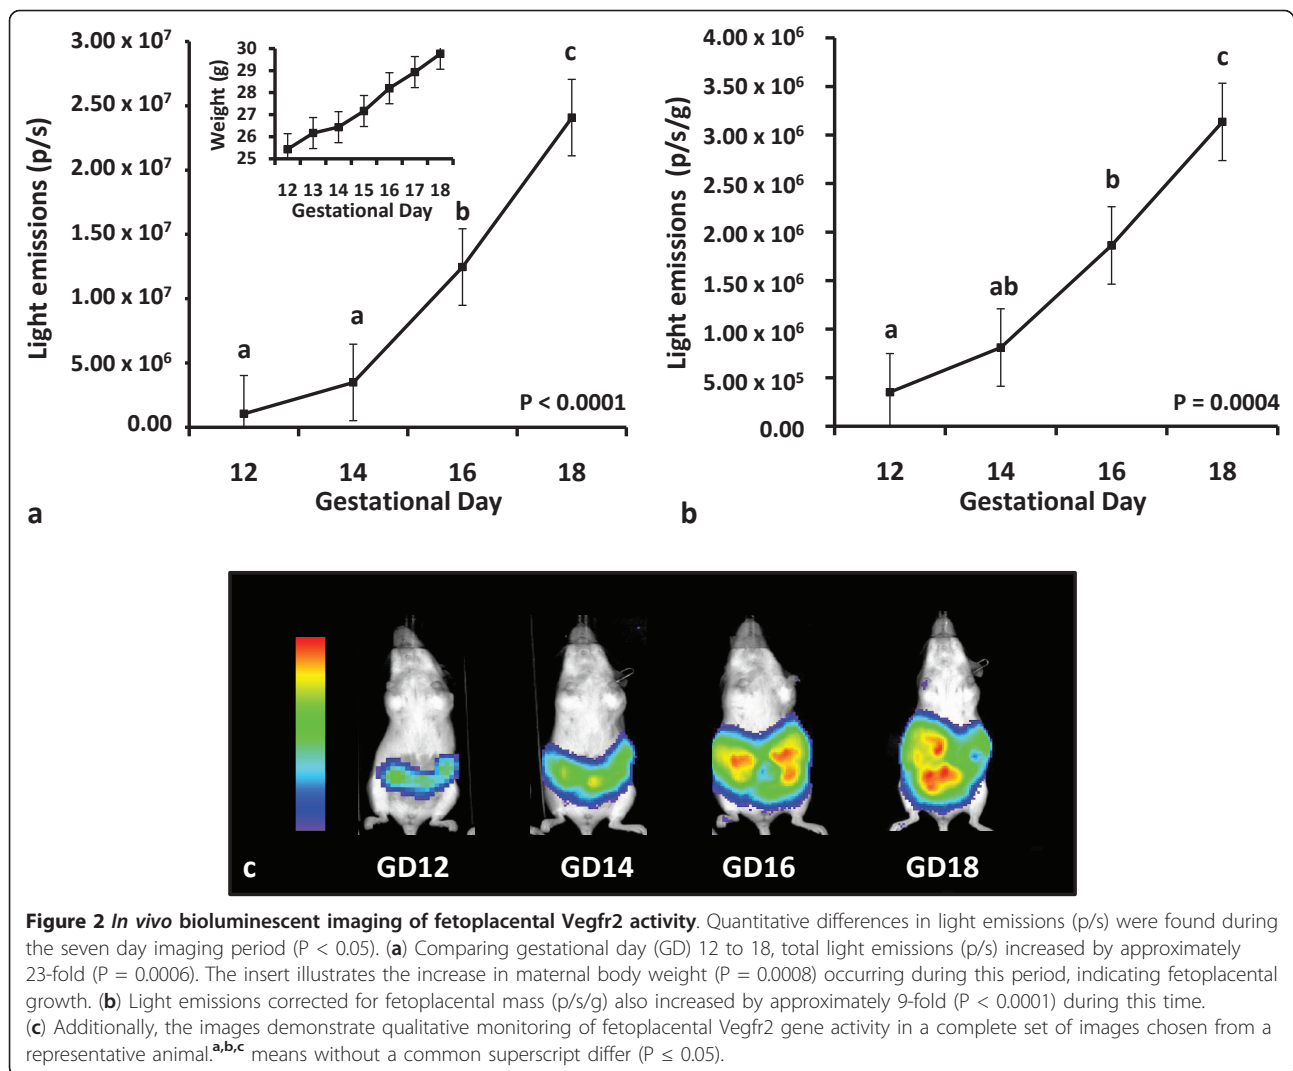 3.00 x 10⁷
2.50 x 10⁷
2.00 x 10⁷
1.50 x 10⁷
1.00 x 10⁷
5.00 x 10⁶
0.00
Light emissions (p/s)
12 14 16 18
Gestational Day
a
a
b
c
P < 0.0001
a
30
29
28
27
26
25
Weight (g)
12 13 14 15 16 17 18
Gestational Day
4.00 x 10⁶
3.50 x 10⁶
3.00 x 10⁶
2.50 x 10⁶
2.00 x 10⁶
1.50 x 10⁶
1.00 x 10⁶
5.00 x 10⁵
0.00
Light emissions (p/s/g)
12 14 16 18
Gestational Day
a
ab
b
c
P = 0.0004
b
c GD12 GD14 GD16 GD18
Figure 2 In vivo bioluminescent imaging of fetoplacental Vegfr2 activity. Quantitative differences in light emissions (p/s) were found during
the seven day imaging period (P < 0.05). (a) Comparing gestational day (GD) 12 to 18, total light emissions (p/s) increased by approximately
23-fold (P = 0.0006). The insert illustrates the increase in maternal body weight (P = 0.0008) occurring during this period, indicating fetoplacental
growth. (b) Light emissions corrected for fetoplacental mass (p/s/g) also increased by approximately 9-fold (P < 0.0001) during this time.
(c) Additionally, the images demonstrate qualitative monitoring of fetoplacental Vegfr2 gene activity in a complete set of images chosen from a
representative animal.a,b,c means without a common superscript differ (P ≤ 0.05).